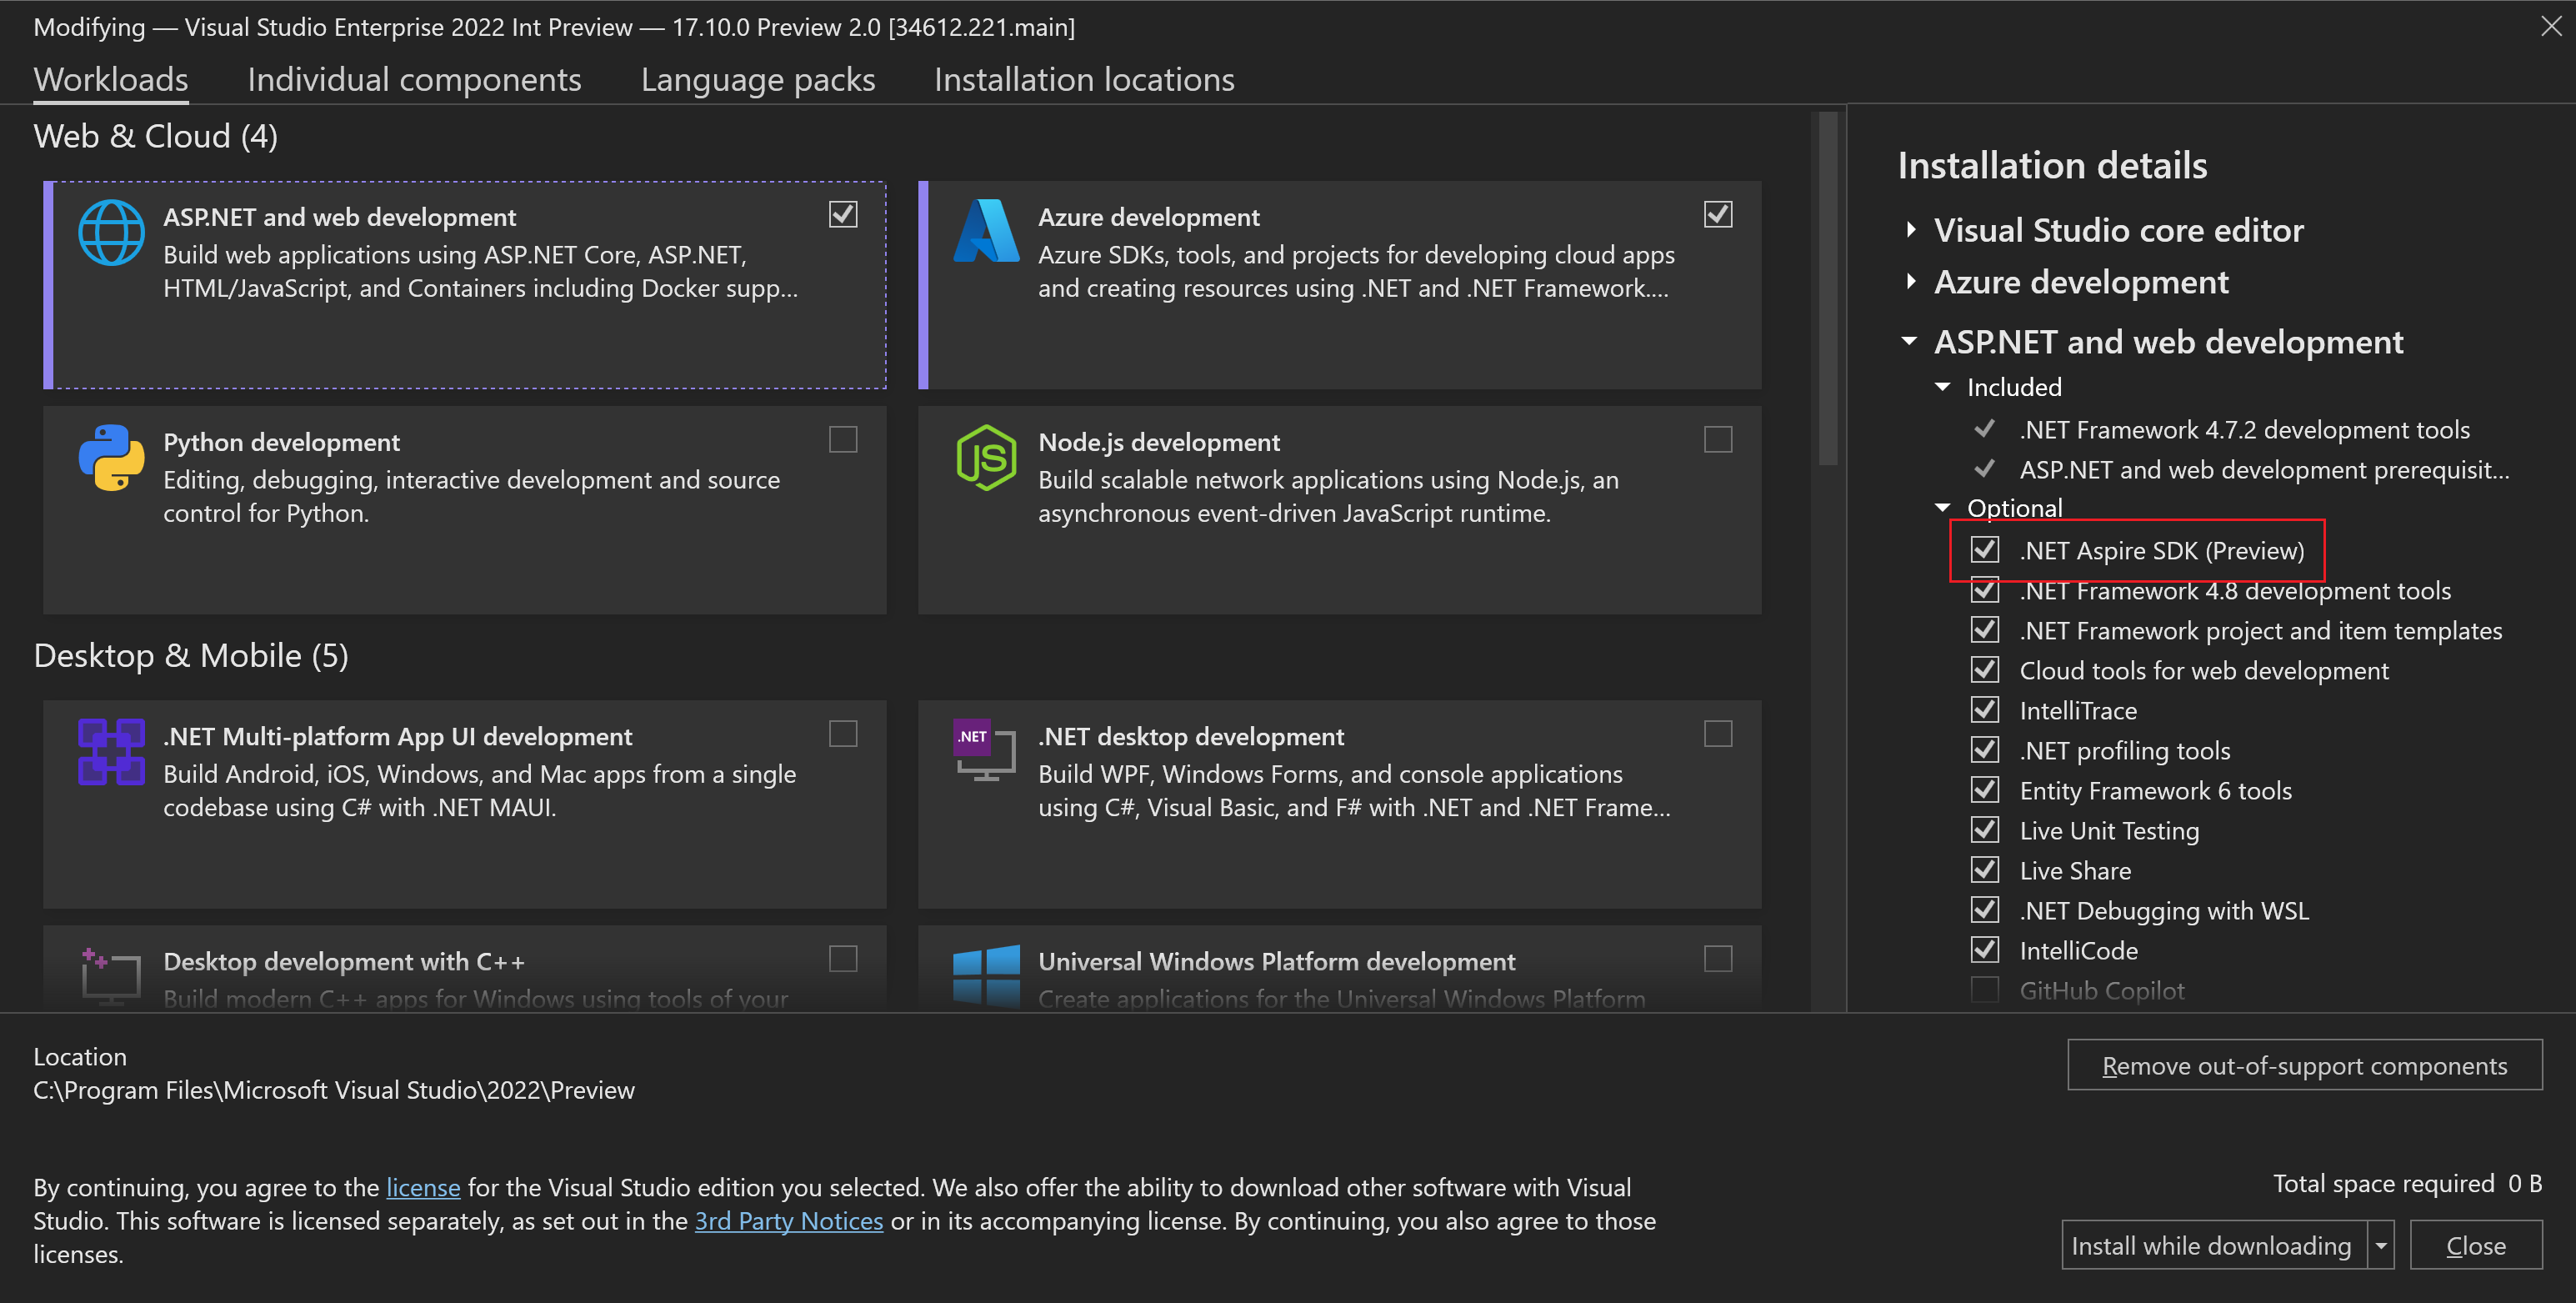 Modifying — Visual Studio Enterprise 2022 Int Preview — 17.10.0 Preview 2.0 [34612.221.main]
Workloads
Individual components
Language packs
Installation locations
Web & Cloud (4)
ASP.NET and web development
Build web applications using ASP.NET Core, ASP.NET,
HTML/JavaScript, and Containers including Docker supp...
Azure development
Azure SDKs, tools, and projects for developing cloud apps
and creating resources using .NET and .NET Framework....
Python development
Editing, debugging, interactive development and source
control for Python.
JS
Node.js development
Build scalable network applications using Node.js, an
asynchronous event-driven JavaScript runtime.
Desktop & Mobile (5)
.NET Multi-platform App UI development
Build Android, iOS, Windows, and Mac apps from a single
codebase using C# with .NET MAUI.
.NET
.NET desktop development
Build WPF, Windows Forms, and console applications
using C#, Visual Basic, and F# with .NET and .NET Frame...
Desktop development with C++
Build modern C++ apps for Windows using tools of your
Universal Windows Platform development
Create applications for the Universal Windows Platform
Installation details
Visual Studio core editor
Azure development
ASP.NET and web development
Included
.NET Framework 4.7.2 development tools
ASP.NET and web development prerequisit...
Optional
.NET Aspire SDK (Preview)
.NET Framework 4.8 development tools
.NET Framework project and item templates
Cloud tools for web development
IntelliTrace
.NET profiling tools
Entity Framework 6 tools
Live Unit Testing
Live Share
.NET Debugging with WSL
IntelliCode
GitHub Copilot
Location
C:\Program Files\Microsoft Visual Studio\2022\Preview
Remove out-of-support components
By continuing, you agree to the license for the Visual Studio edition you selected. We also offer the ability to download other software with Visual
Studio. This software is licensed separately, as set out in the 3rd Party Notices or in its accompanying license. By continuing, you also agree to those
licenses.
Total space required 0 B
Install while downloading
Close